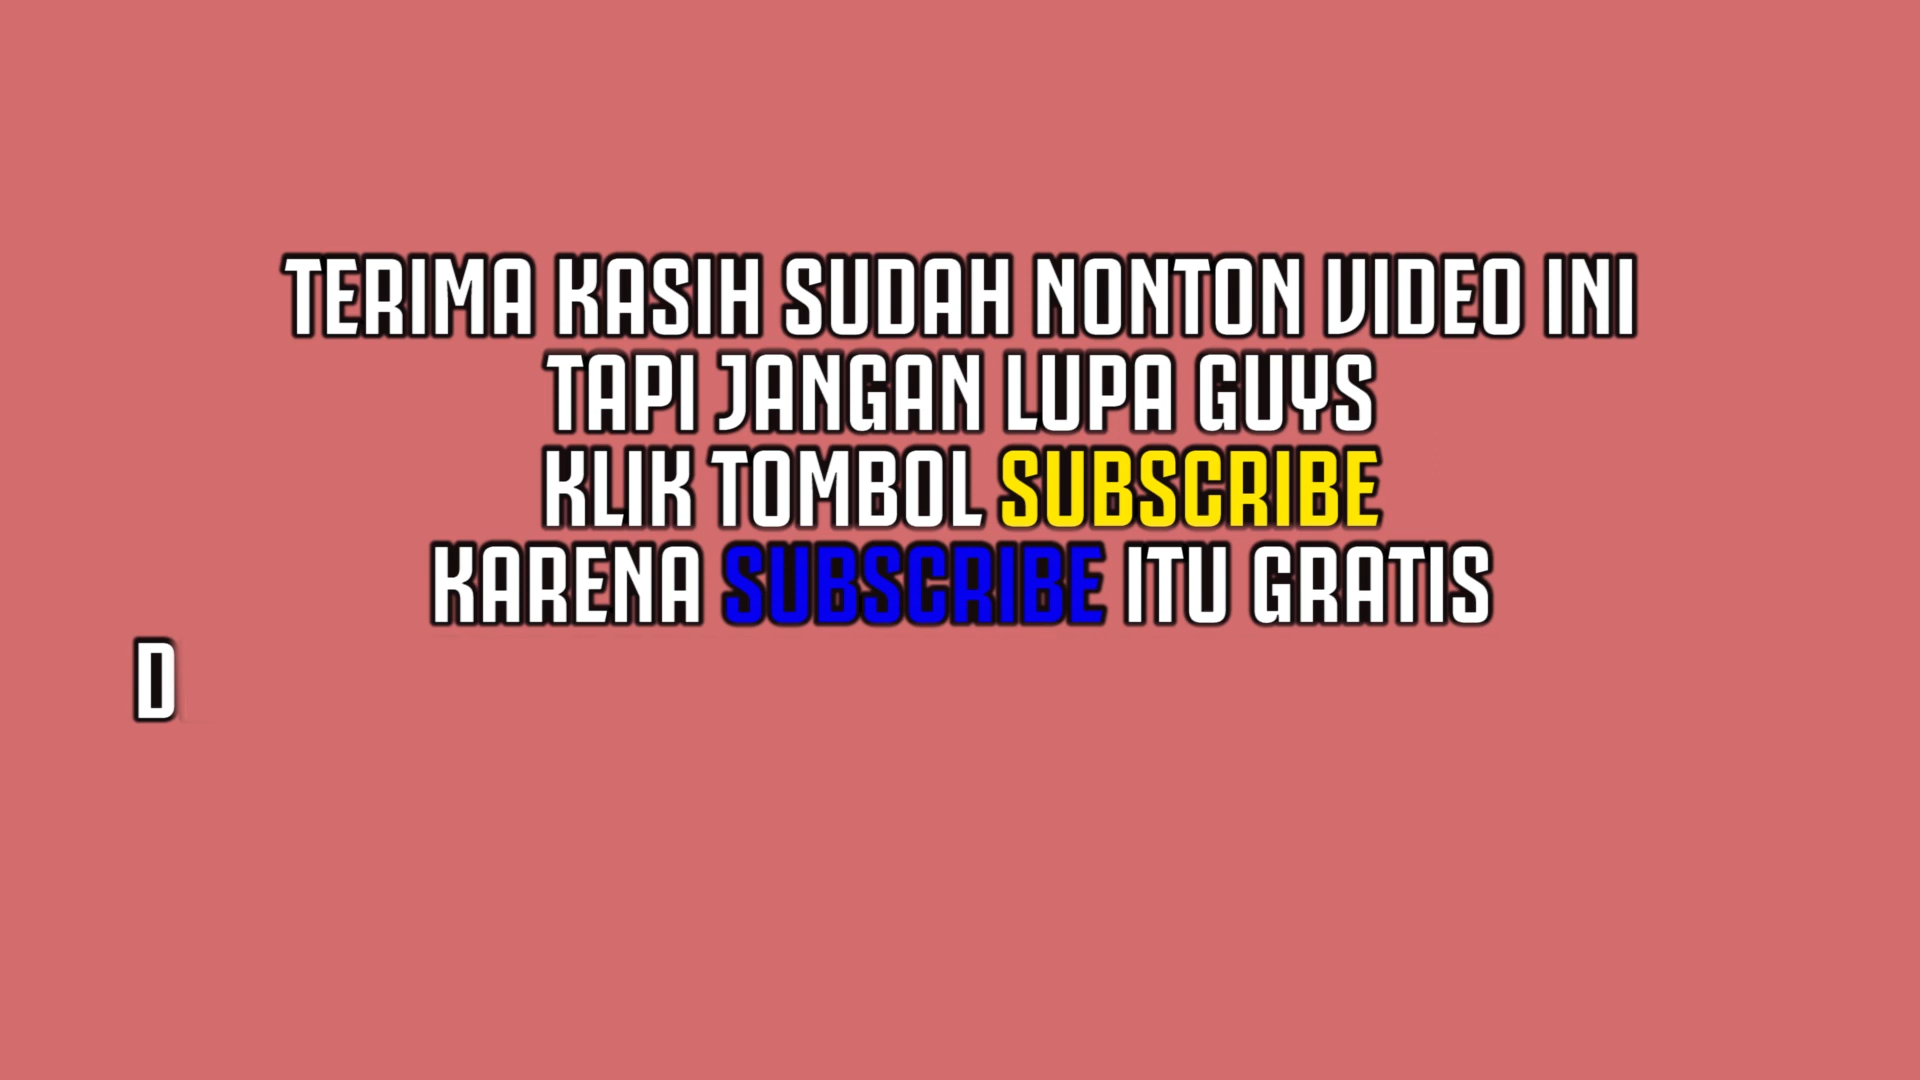 TERIMA KASIH SUDAH NONTON VIDEO INI
TAPI JANGAN LUPA GUYS
KLIK TOMBOL SUBSCRIBE
KARENA SUBSCRIBE ITU GRATIS
D